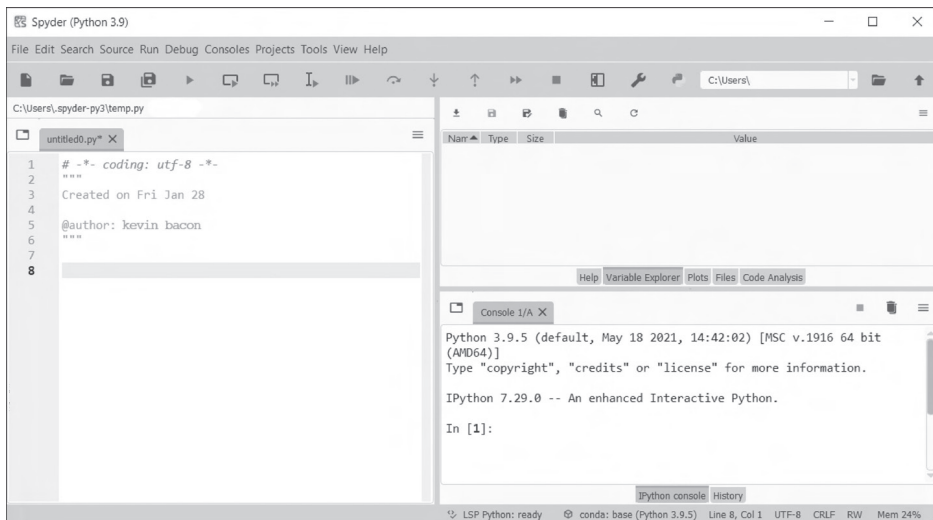 Spyder (Python 3.9)
File Edit Search Source Run Debug Consoles Projects Tools View Help
C:\Users\
C:\Users\.spyder-py3\temp.py
untitled0.py*
1 # -*- coding: utf-8 -*-
2 """
3 Created on Fri Jan 28
4
5 @author: kevin bacon
6 """
7
8
Type Size Value
Help Variable Explorer Plots Files Code Analysis
Console 1/A
Python 3.9.5 (default, May 18 2021, 14:42:02) [MSC v.1916 64 bit
(AMD64)]
Type "copyright", "credits" or "license" for more information.
IPython 7.29.0 -- An enhanced Interactive Python.
In [1]:
IPython console History
LSP Python: ready conda: base (Python 3.9.5) Line 8, Col 1 UTF-8 CRLF RW Mem 24%